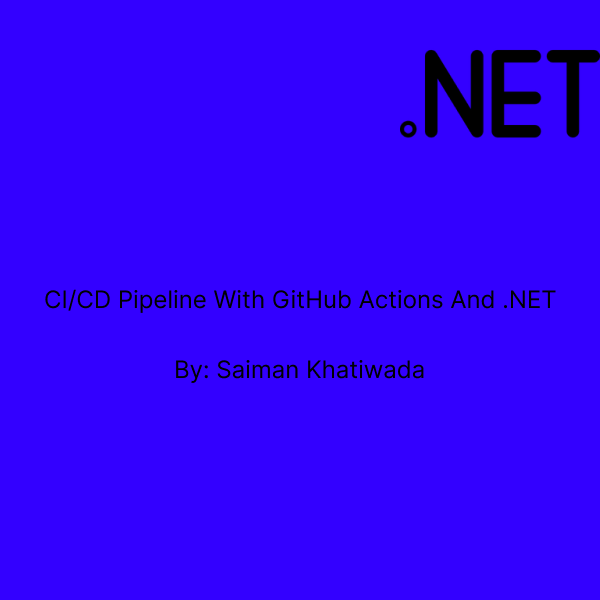 .NET
CI/CD Pipeline With GitHub Actions And .NET
By: Saiman Khatiwada